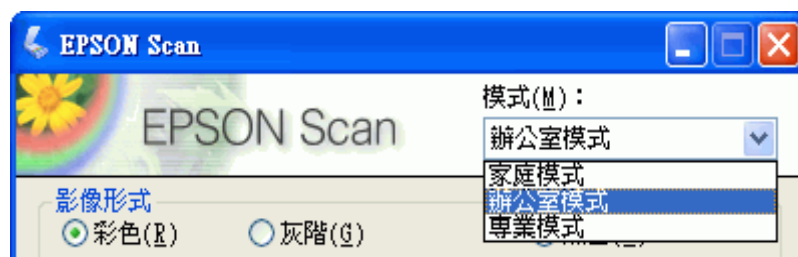 EPSON Scan
EPSON Scan
模式(M)：
辦公室模式
家庭模式
辦公室模式
專業模式
影像形式
彩色(R)
灰階(G)